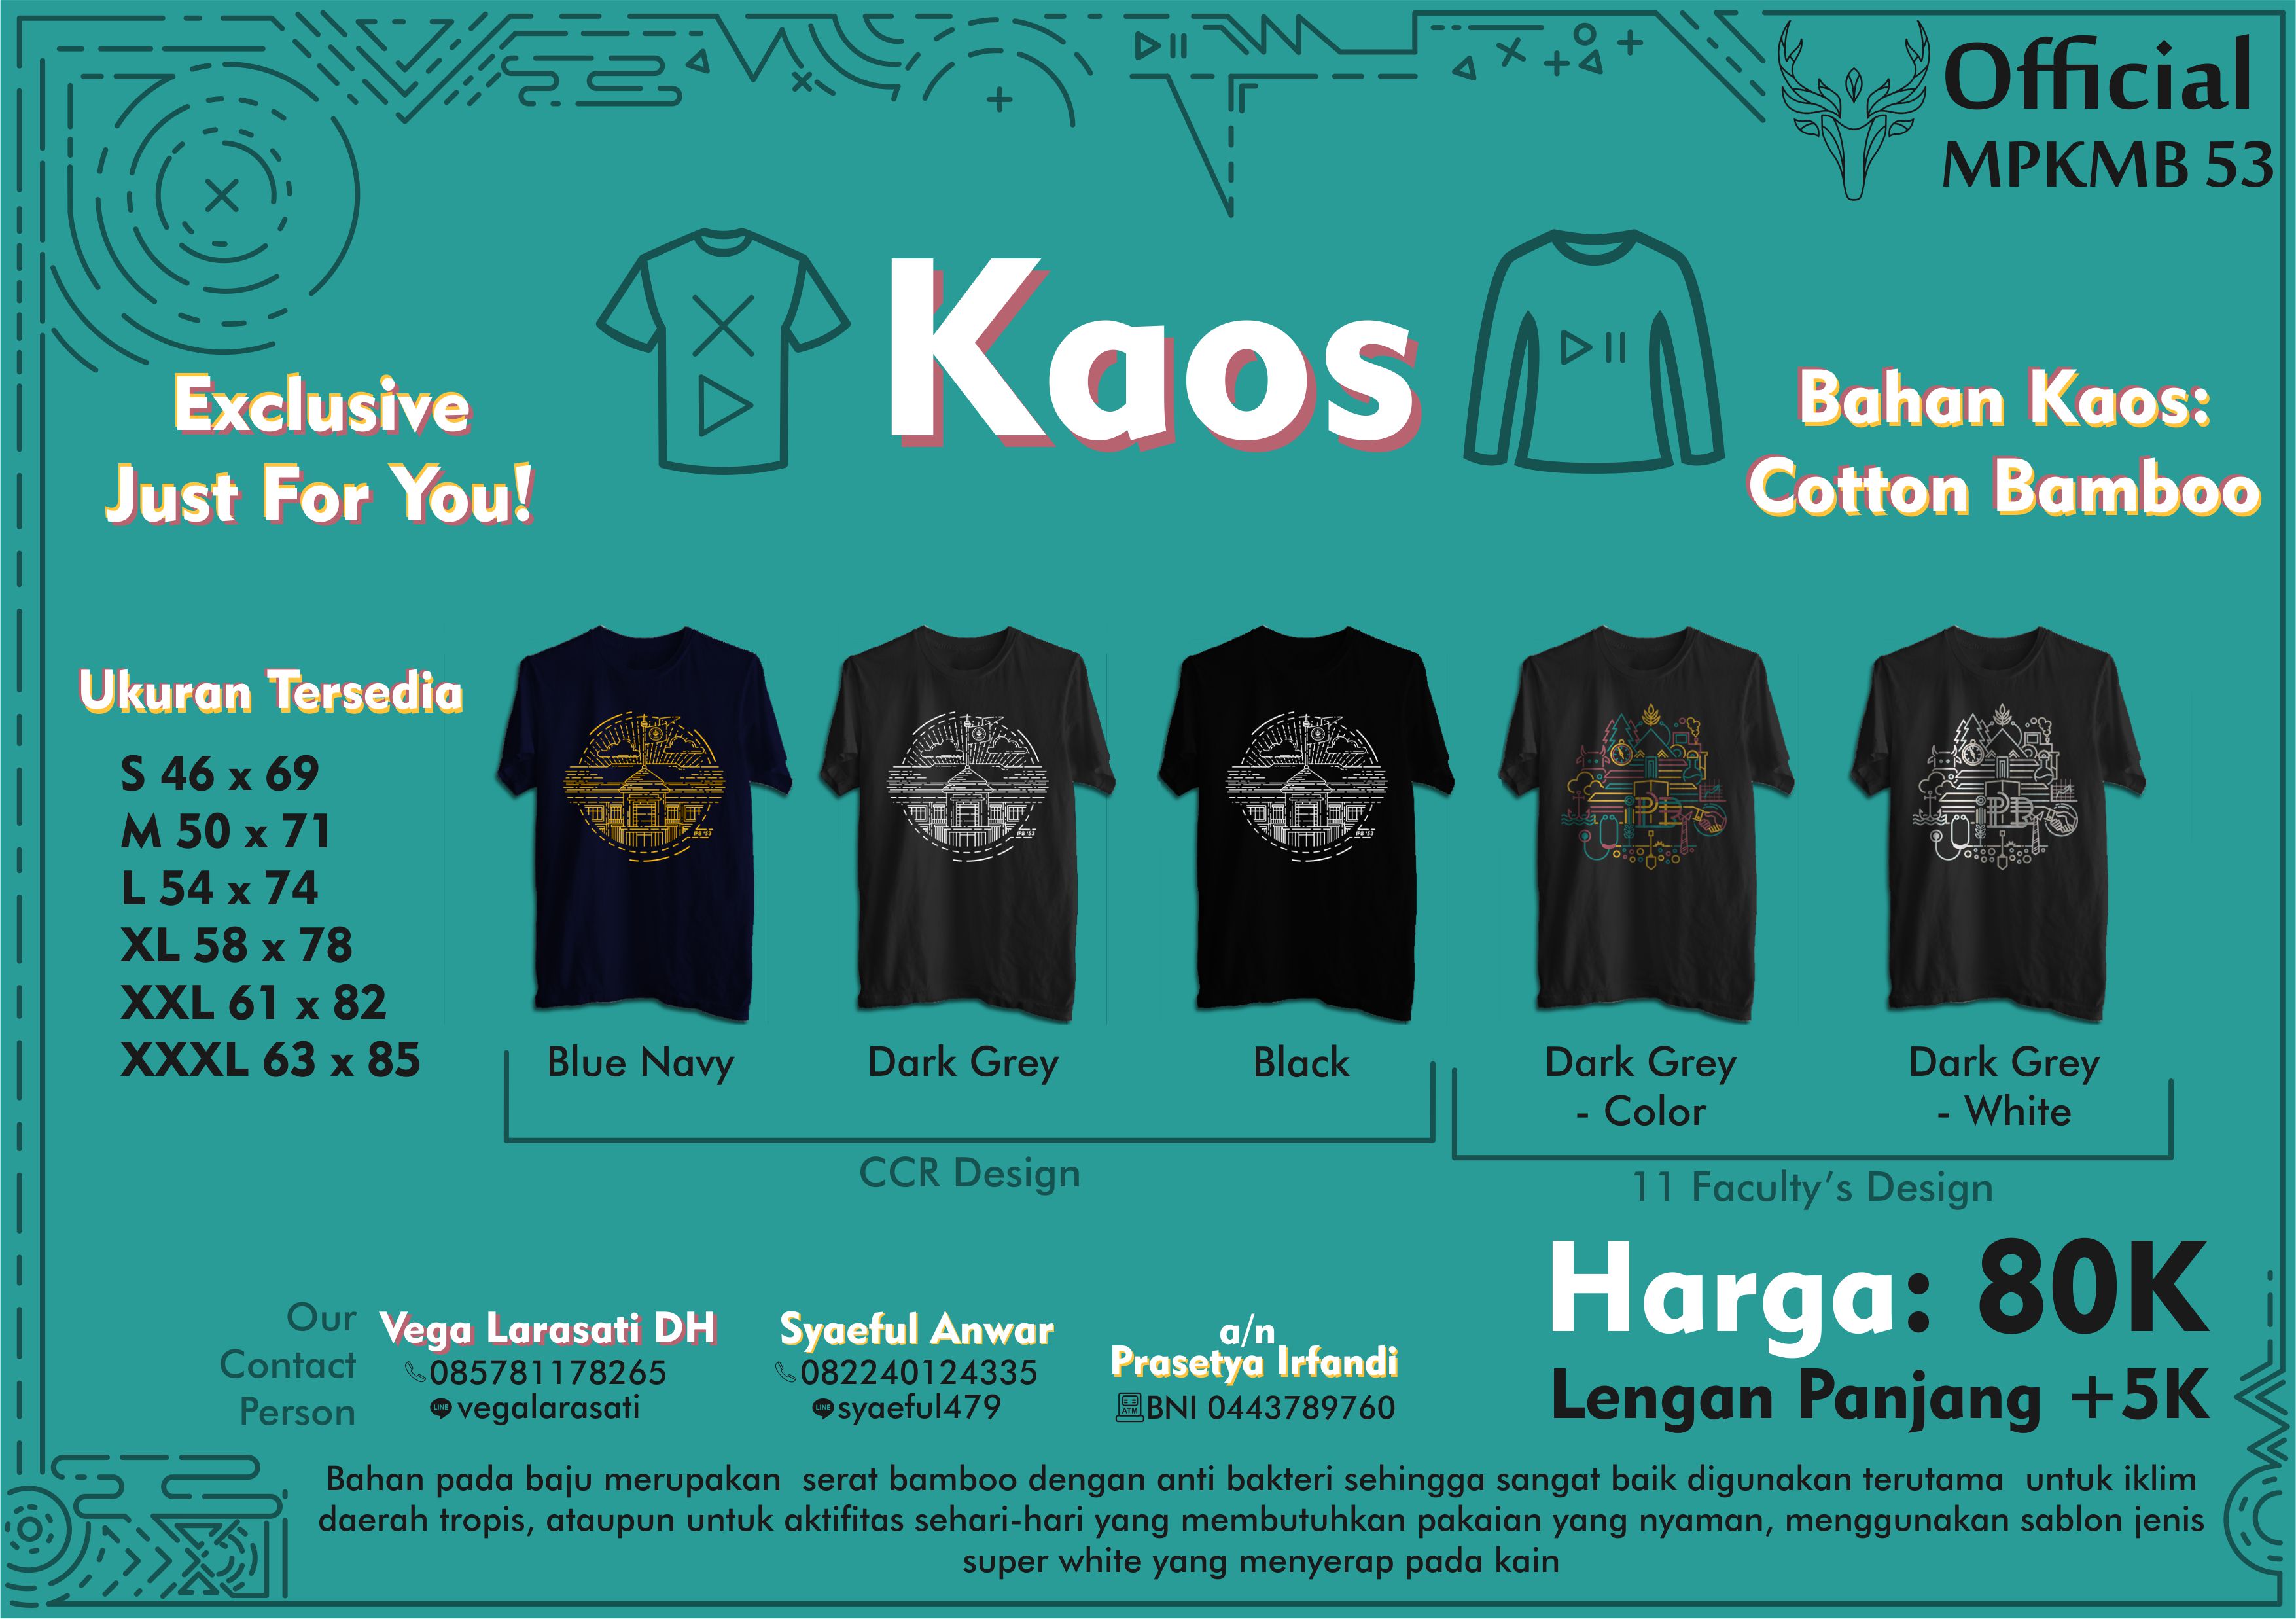 Official
MPKMB 53
Kaos
Exclusive
Just For You!
Bahan Kaos:
Cotton Bamboo
Ukuran Tersedia
S 46 x 69
M 50 x 71
L 54 x 74
XL 58 x 78
XXL 61 x 82
XXXL 63 x 85
Blue Navy
Dark Grey
Black
Dark Grey
- Color
Dark Grey
- White
CCR Design
11 Faculty's Design
Harga: 80K
Lengan Panjang +5K
Our
Contact
Person
Vega Larasati DH
085781178265
LINE vegalarasati
Syaeful Anwar
082240124335
LINE syaeful479
a/n
Prasetya Irfandi
ATM BNI 0443789760
Bahan pada baju merupakan serat bamboo dengan anti bakteri sehingga sangat baik digunakan terutama untuk iklim
daerah tropis, ataupun untuk aktifitas sehari-hari yang membutuhkan pakaian yang nyaman, menggunakan sablon jenis
super white yang menyerap pada kain